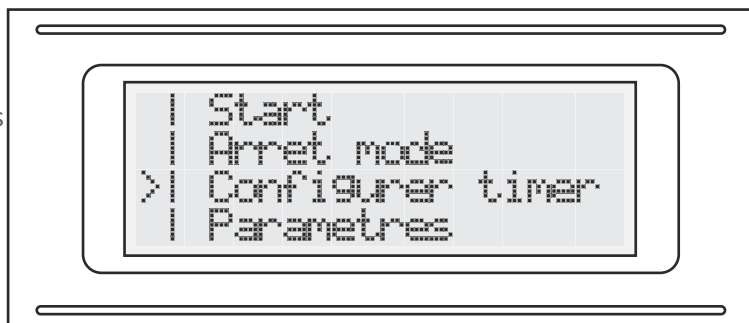 | Start
| Arret mode
>| Configurer timer
| Parametres